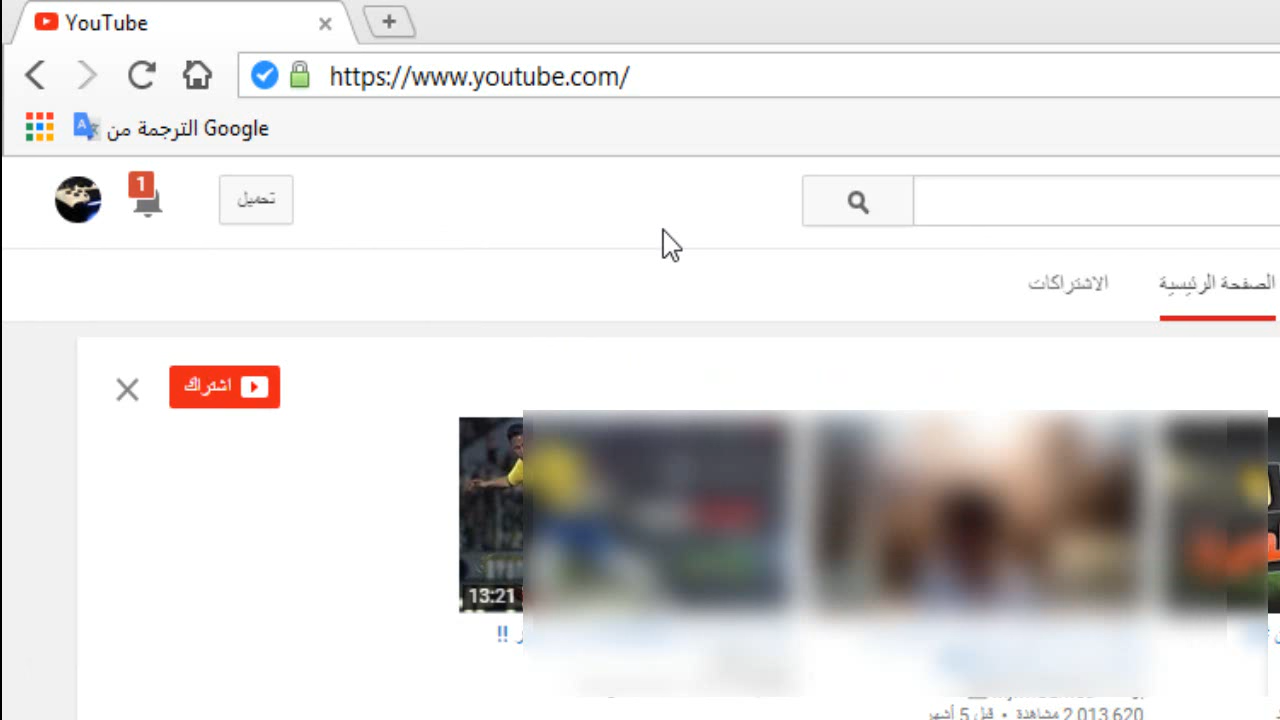 YouTube
https://www.youtube.com/
الترجمة من Google
1
تحميل
الصفحة الرئيسية
الاشتراكات
اشتراك
13:21
!!
2,013,620 مشاهدة • قبل 5 أشهر